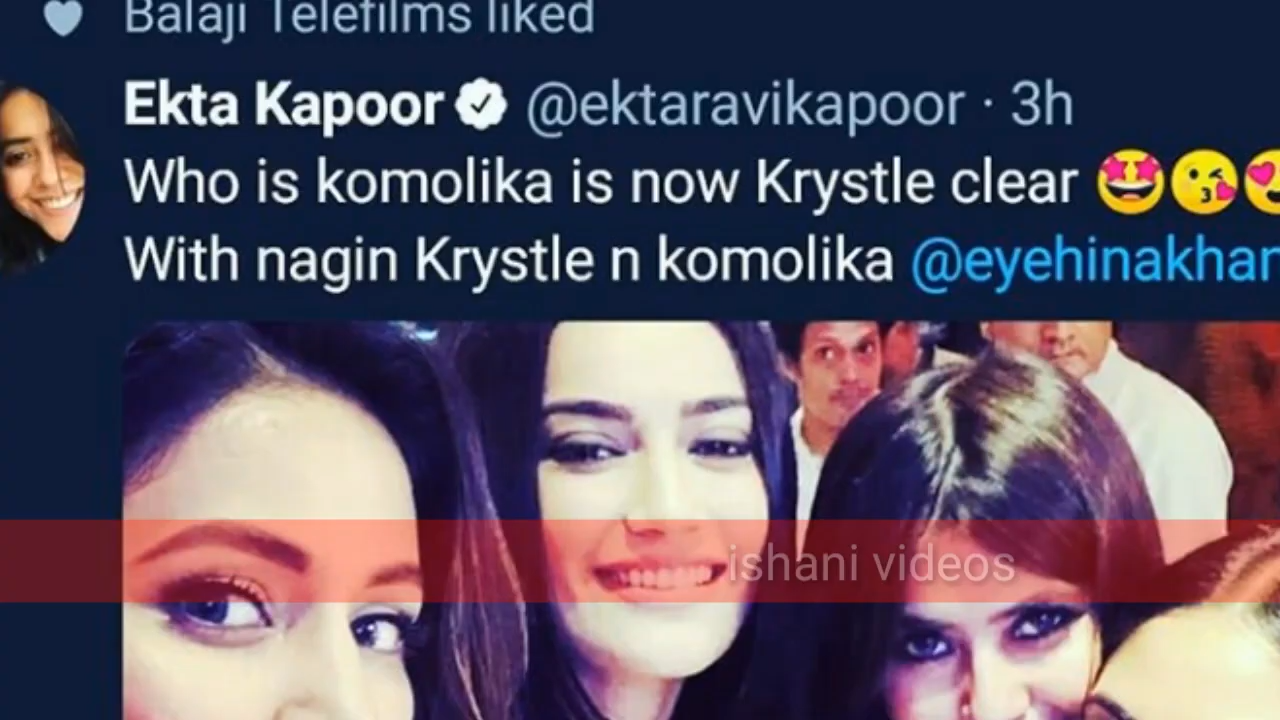 Balaji Telefilms liked
Ekta Kapoor @ektaravikapoor · 3h
Who is komolika is now Krystle clear 🤩😘😍
With nagin Krystle n komolika @eyehinakhan
ishani videos